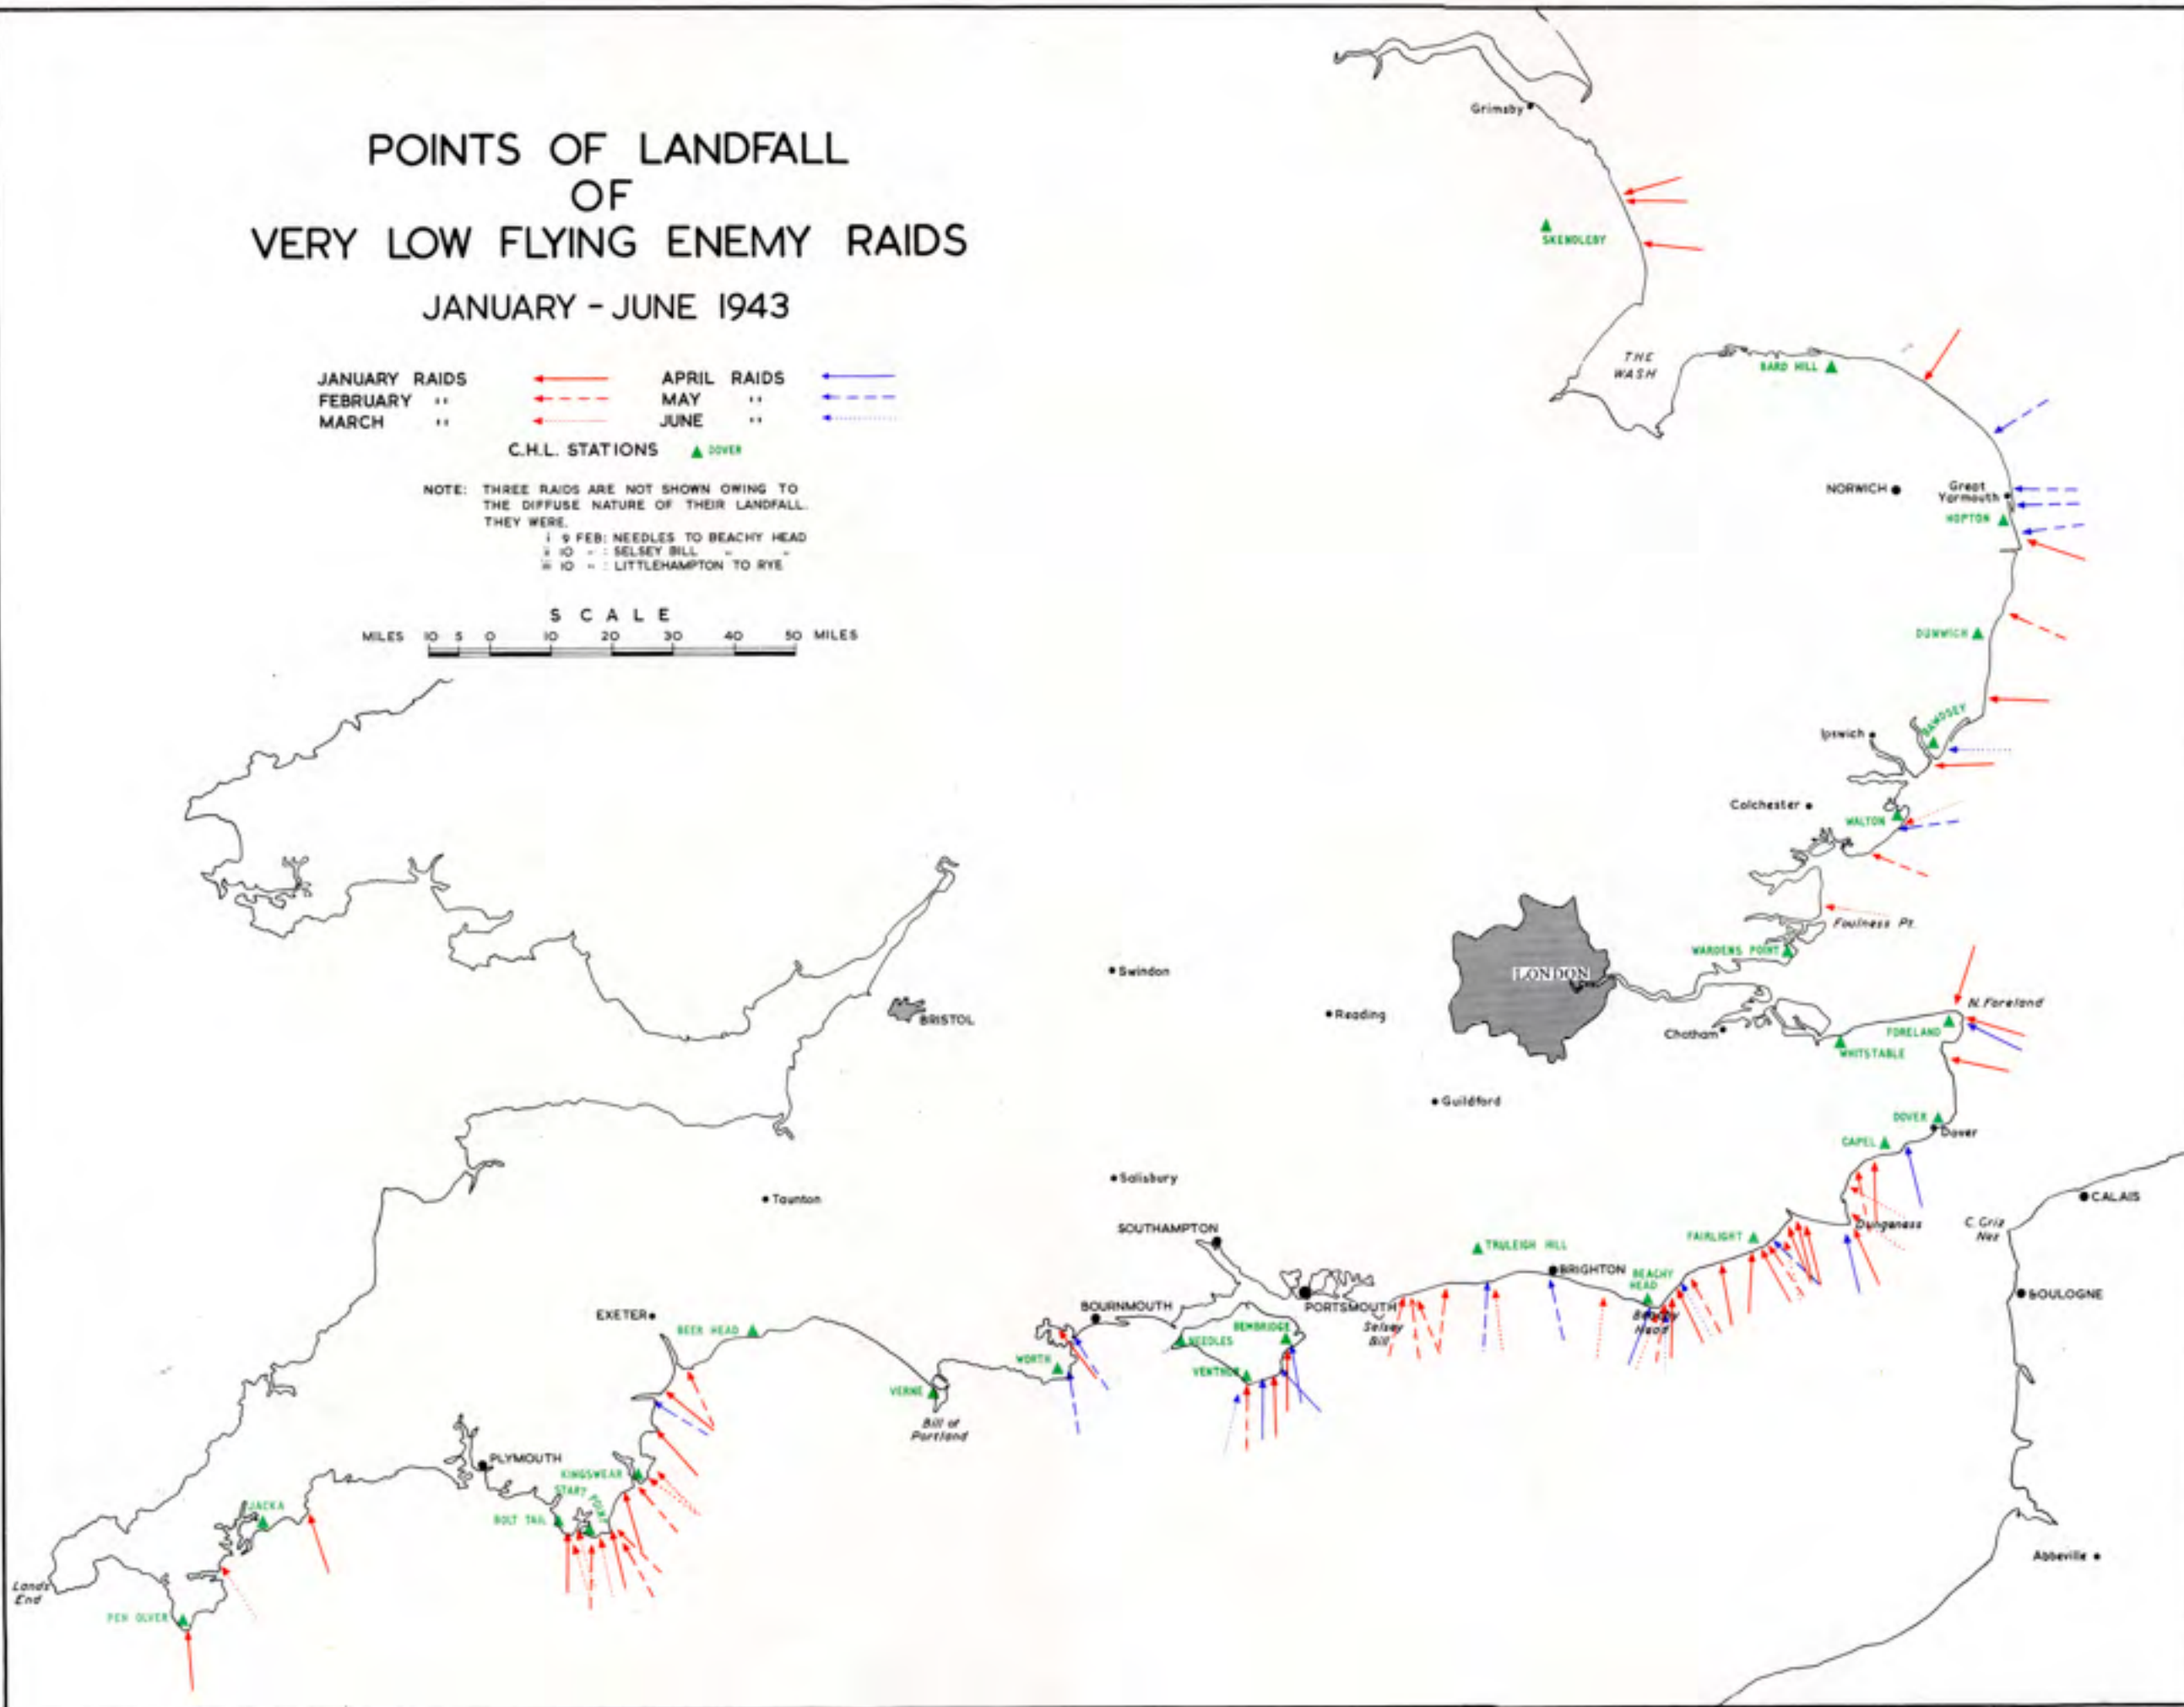 POINTS OF LANDFALL
OF
VERY LOW FLYING ENEMY RAIDS
JANUARY - JUNE 1943
JANUARY RAIDS
FEBRUARY "
MARCH "
APRIL RAIDS
MAY "
JUNE "
C.H.L. STATIONS
DOVER
NOTE: THREE RAIDS ARE NOT SHOWN OWING TO
THE DIFFUSE NATURE OF THEIR LANDFALL.
THEY WERE.
i 9 FEB: NEEDLES TO BEACHY HEAD
ii 10 " : SELSEY BILL " "
iii 10 " : LITTLEHAMPTON TO RYE
SCALE
MILES 10 5 0 10 20 30 40 50 MILES
Grimsby
SKENDLEBY
THE
WASH
BARD HILL
NORWICH
Great
Yarmouth
HOPTON
DUNWICH
BAWDSEY
Ipswich
Colchester
WALTON
Foulness Pt.
WARDENS POINT
LONDON
Swindon
Reading
BRISTOL
N. Foreland
FORELAND
Chatham
WHITSTABLE
Guildford
DOVER
Dover
CAPEL
Salisbury
Taunton
CALAIS
SOUTHAMPTON
Dungeness
C. Griz
Nez
FAIRLIGHT
TRULEIGH HILL
BRIGHTON
BEACHY
HEAD
Beachy
Head
BOULOGNE
PORTSMOUTH
Selsey
Bill
BOURNMOUTH
EXETER
BEER HEAD
NEEDLES
BEMBRIDGE
WORTH
VENTNOR
VERNE
Bill of
Portland
PLYMOUTH
KINGSWEAR
START POINT
BOLT TAIL
JACKA
Abbeville
Lands
End
PEN OLVER